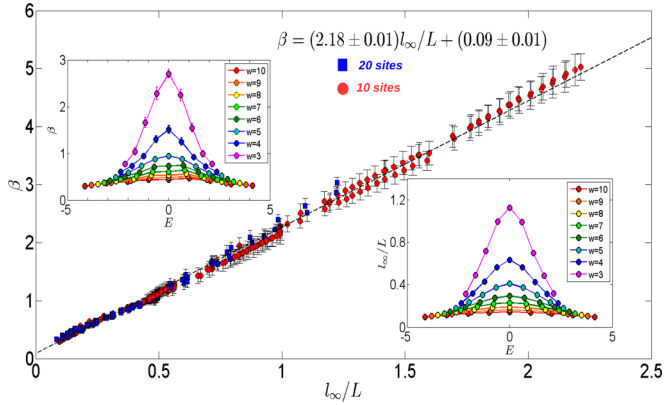 β = (2.18 ± 0.01)l∞/L + (0.09 ± 0.01)
20 sites
10 sites
6
5
4
3
2
1
0
β
0
0.5
1
1.5
2
2.5
l∞/L
3
2
1
0
β
-5
0
5
E
w=10
w=9
w=8
w=7
w=6
w=5
w=4
w=3
1.2
0.8
0.4
0
l∞/L
-5
0
5
E
w=10
w=9
w=8
w=7
w=6
w=5
w=4
w=3